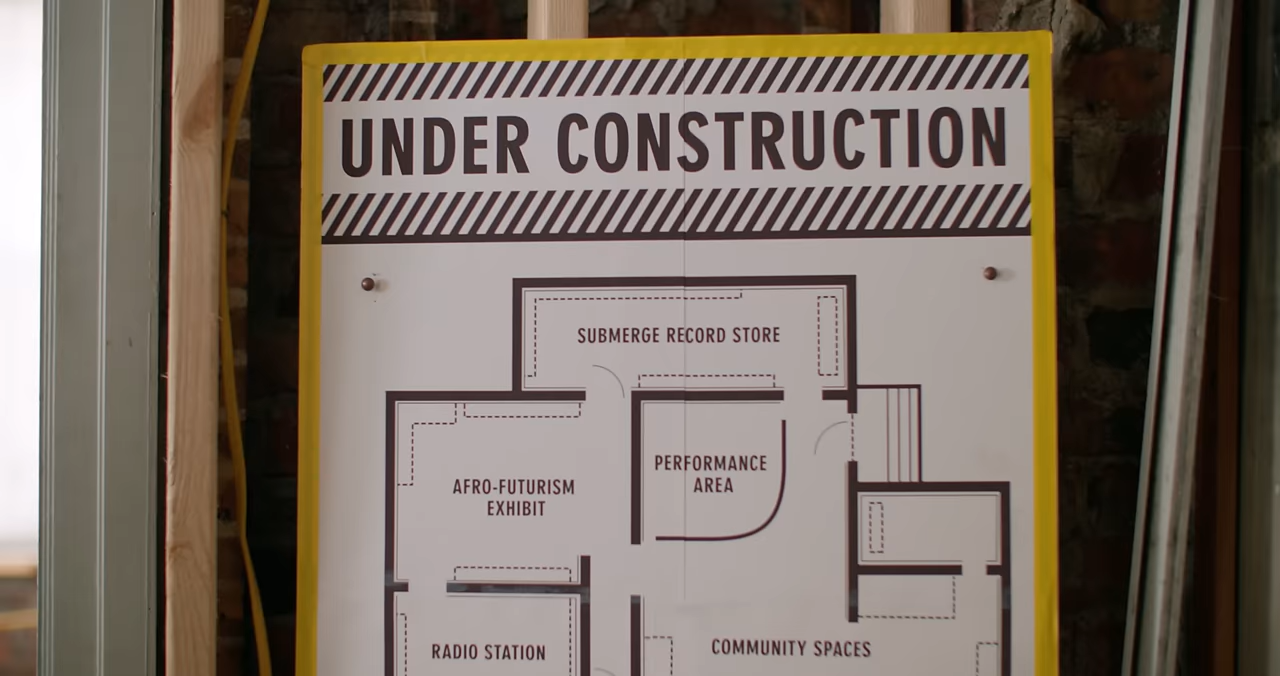 UNDER CONSTRUCTION
SUBMERGE RECORD STORE
PERFORMANCE
AREA
AFRO-FUTURISM
EXHIBIT
RADIO STATION
COMMUNITY SPACES